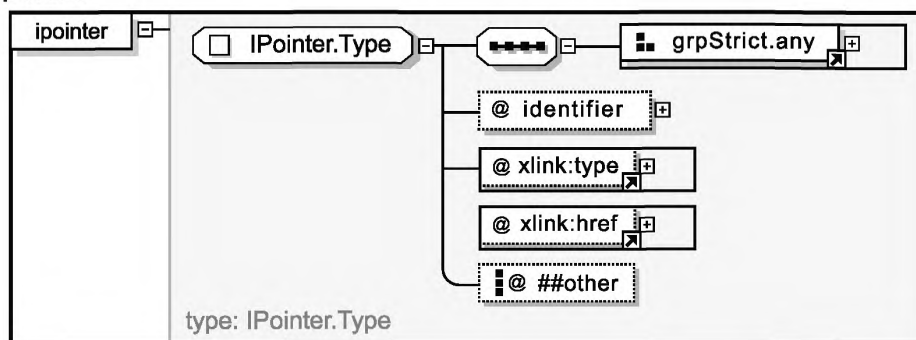 ipointer
IPointer.Type
grpStrict.any
@ identifier
@ xlink:type
@ xlink:href
@ ##other
type: IPointer.Type